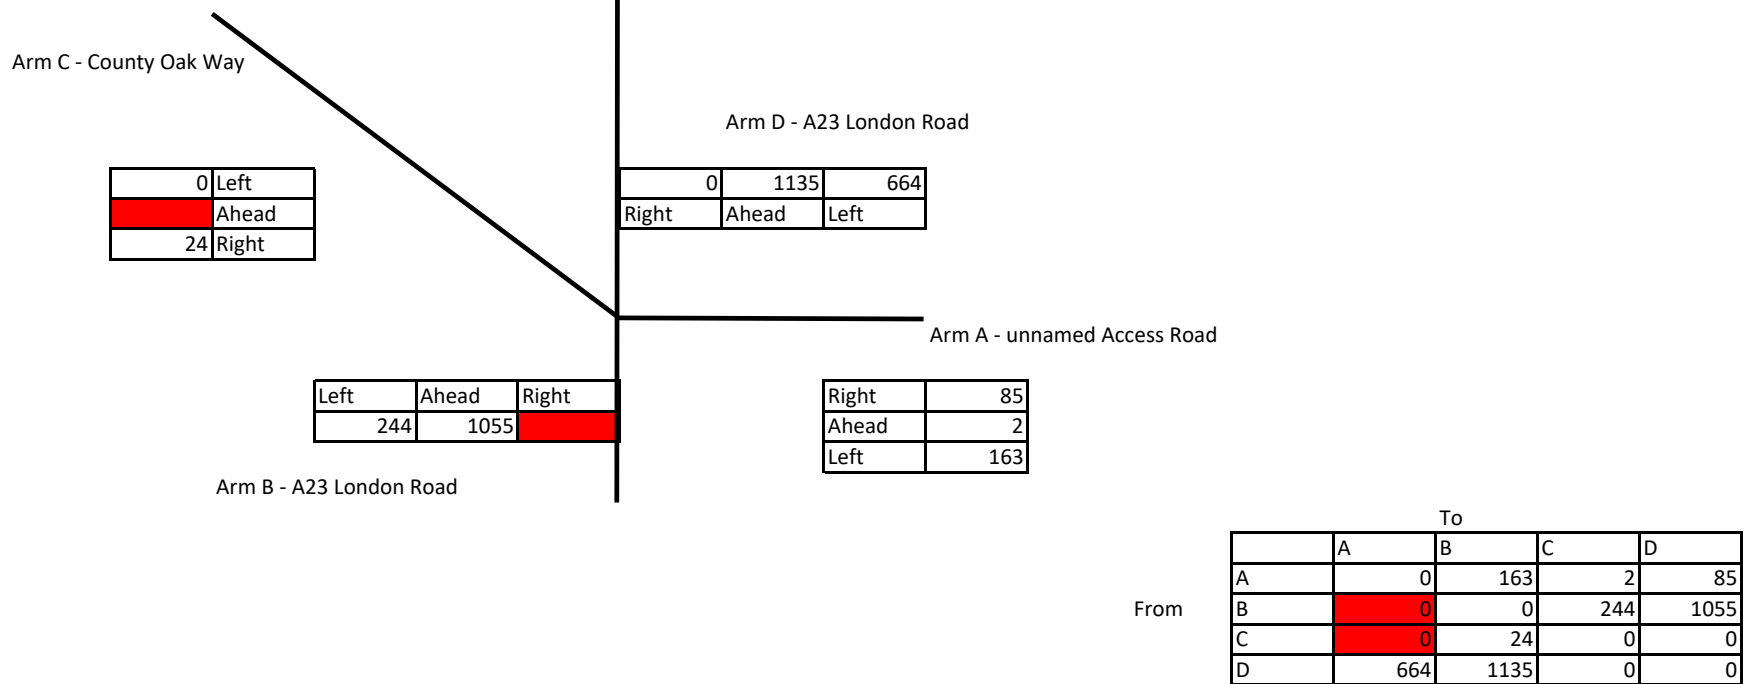 Arm C - County Oak Way
Arm D - A23 London Road
0 Left
Ahead
24 Right
0 1135 664
Right Ahead Left
Arm A - unnamed Access Road
Left Ahead Right
244 1055
Right 85
Ahead 2
Left 163
Arm B - A23 London Road
To
A B C D
A 0 163 2 85
From
B 0 0 244 1055
C 0 24 0 0
D 664 1135 0 0